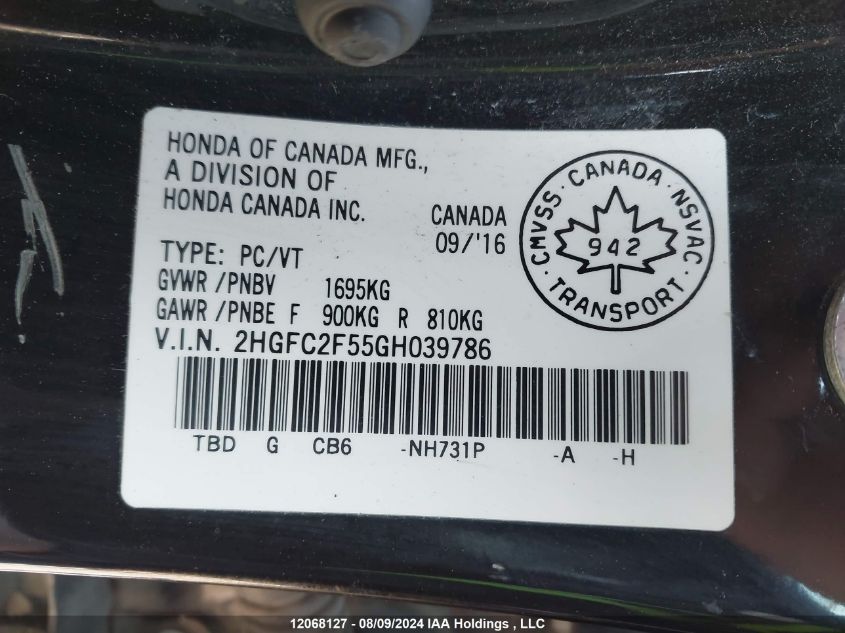 HONDA OF CANADA MFG.,
A DIVISION OF
HONDA CANADA INC.
CANADA
09/'16
TYPE: PC/VT
GVWR/PNBV 1695KG
GAWR/PNBE F 900KG R 810KG
V.I.N. 2HGFC2F55GH039786
TBD G CB6 -NH731P -A -H
CMVSS · CANADA · NSVAC · TRANSPORT ·
942
12068127 - 08/09/2024 IAA Holdings , LLC